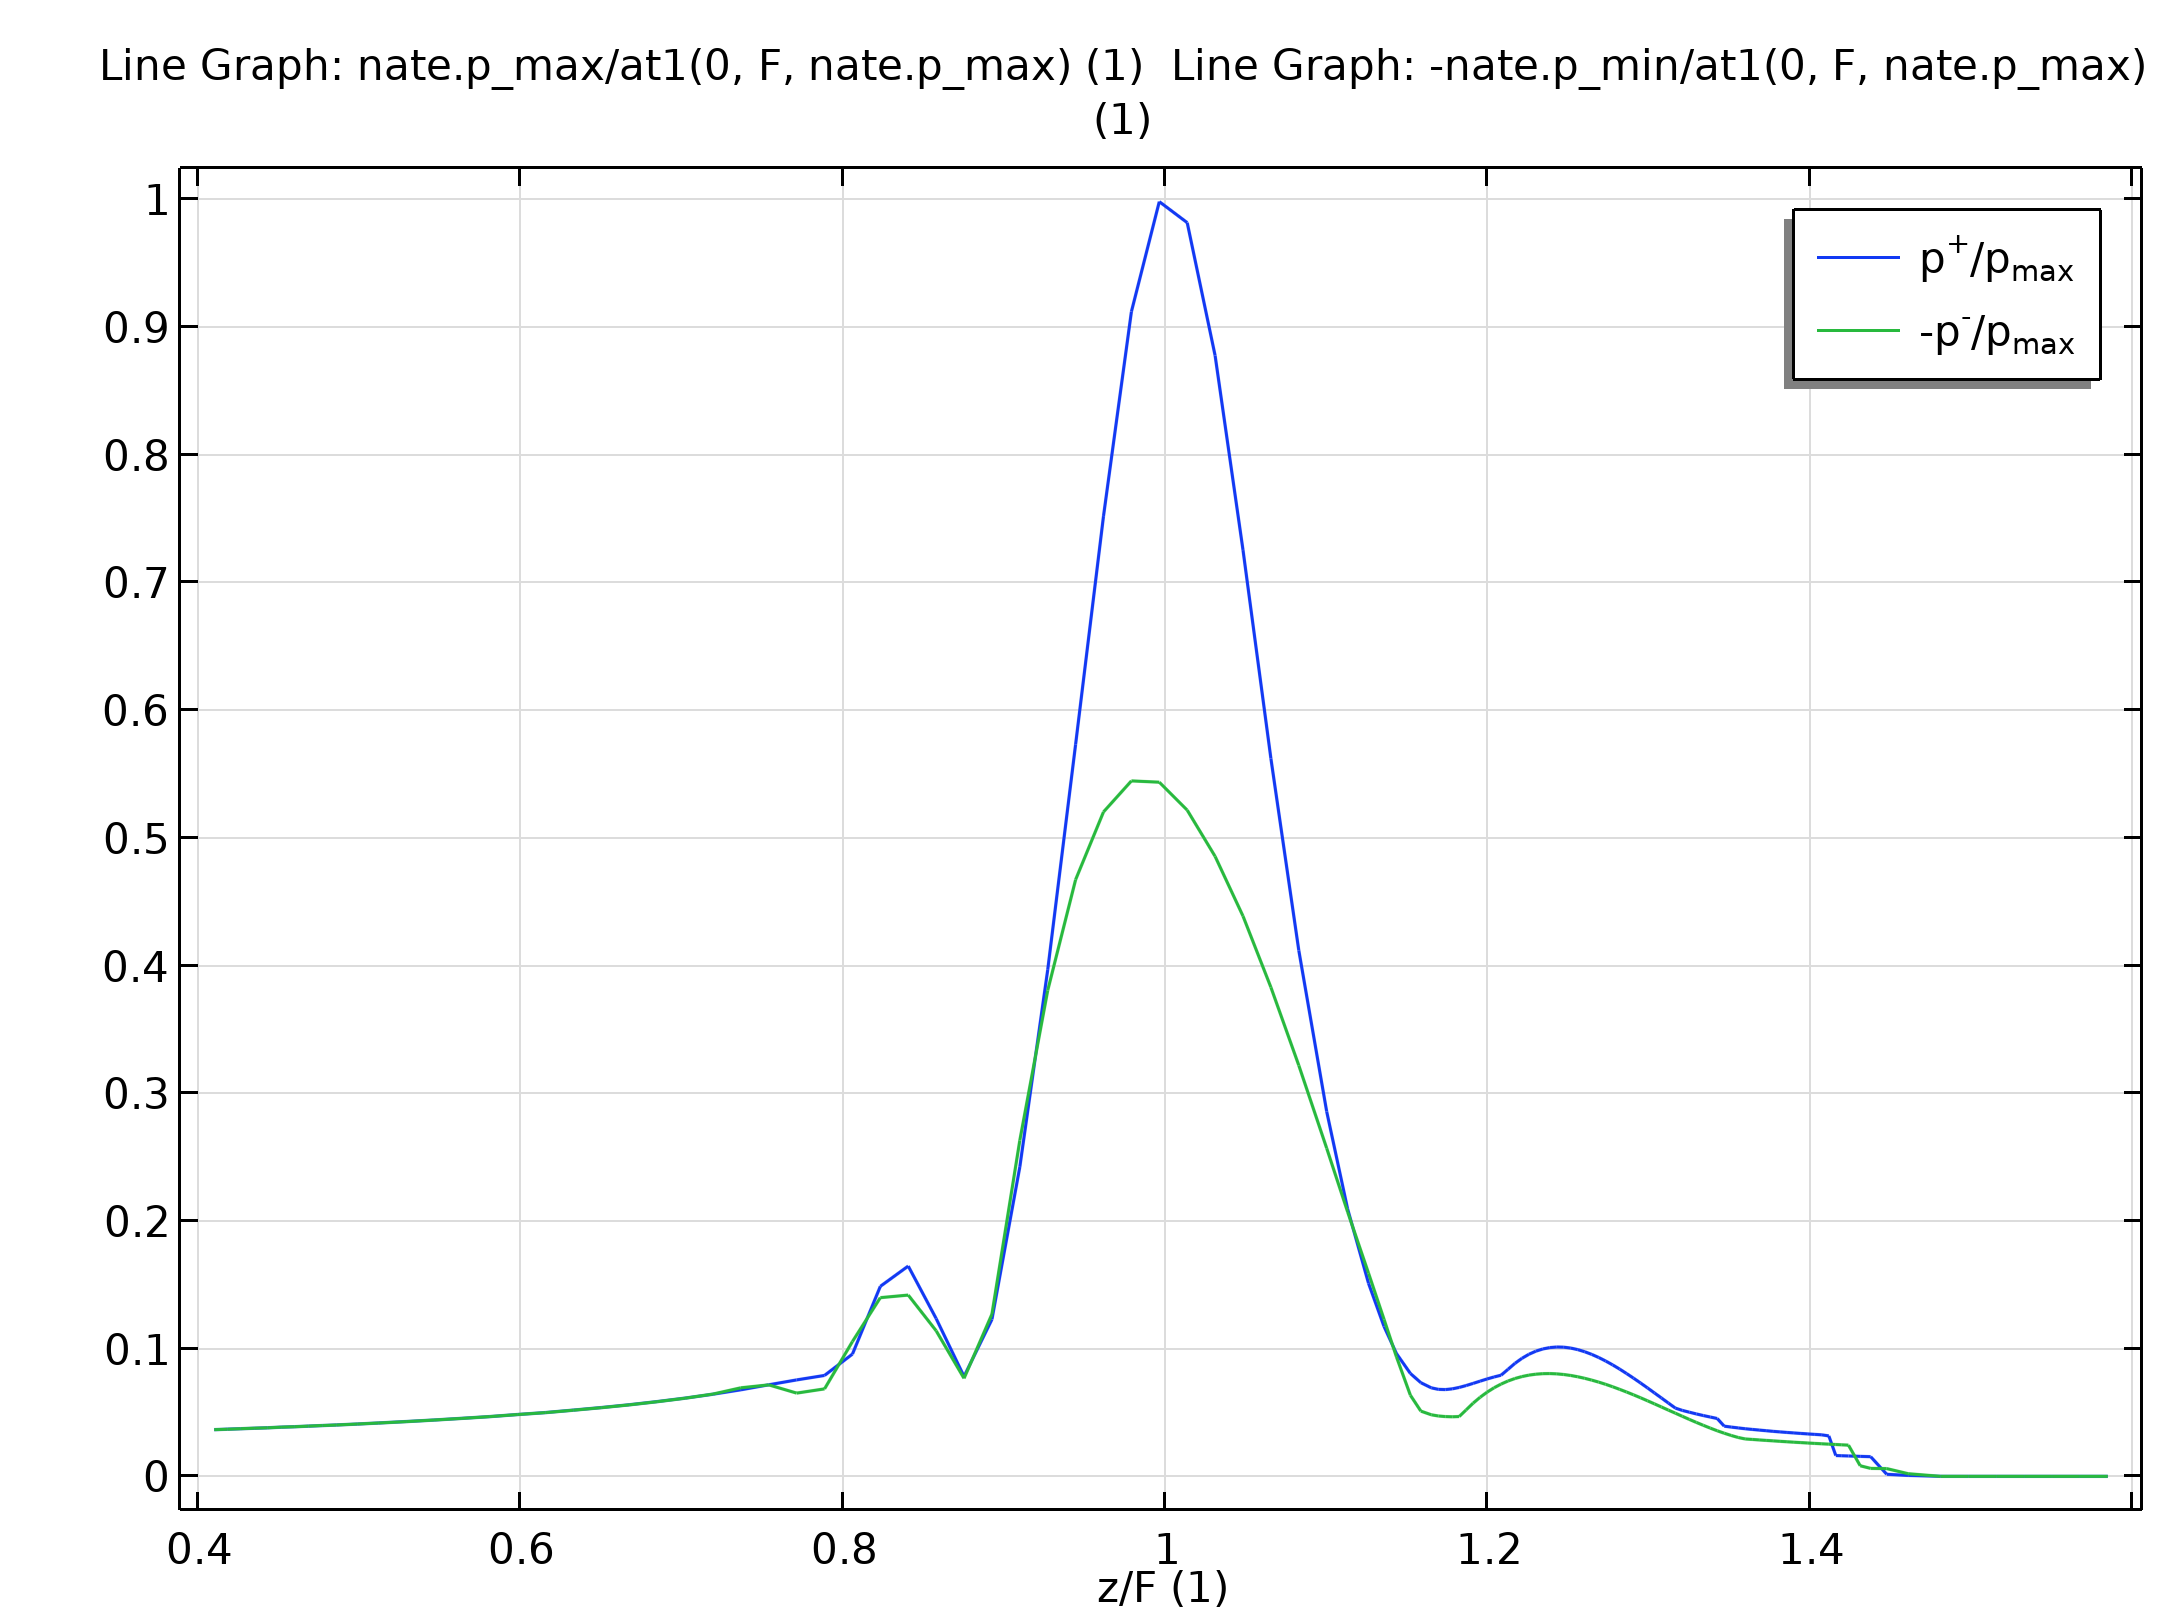 Line Graph: nate.p_max/at1(0, F, nate.p_max) (1)  Line Graph: -nate.p_min/at1(0, F, nate.p_max)
(1)
p⁺/pₘₐₓ
-p⁻/pₘₐₓ
1
0.9
0.8
0.7
0.6
0.5
0.4
0.3
0.2
0.1
0
0.4 0.6 0.8 1 1.2 1.4
z/F (1)